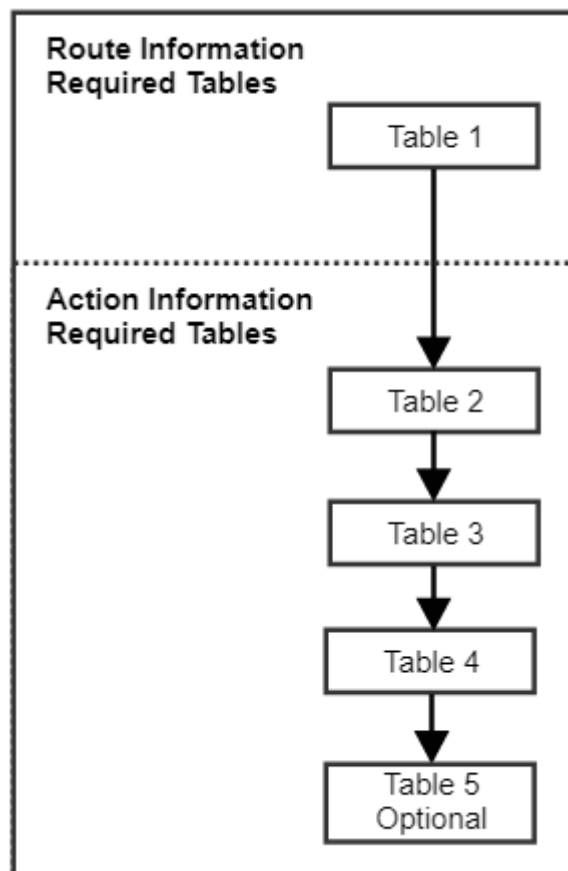 Route Information
Required Tables
Table 1
Action Information
Required Tables
Table 2
Table 3
Table 4
Table 5
Optional